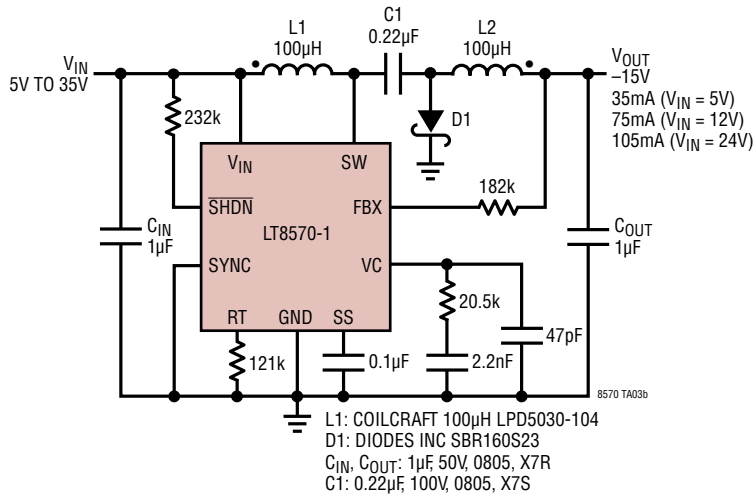 C1
0.22µF
L1
100µH
L2
100µH
V_IN
5V TO 35V
V_OUT
–15V
35mA (V_IN = 5V)
75mA (V_IN = 12V)
105mA (V_IN = 24V)
D1
232k
V_IN
SW
182k
SHDN
FBX
C_IN
1µF
LT8570-1
C_OUT
1µF
SYNC
VC
20.5k
RT
GND
SS
47pF
121k
0.1µF
2.2nF
8570 TA03b
L1: COILCRAFT 100µH LPD5030-104
D1: DIODES INC SBR160S23
C_IN, C_OUT: 1µF, 50V, 0805, X7R
C1: 0.22µF, 100V, 0805, X7S